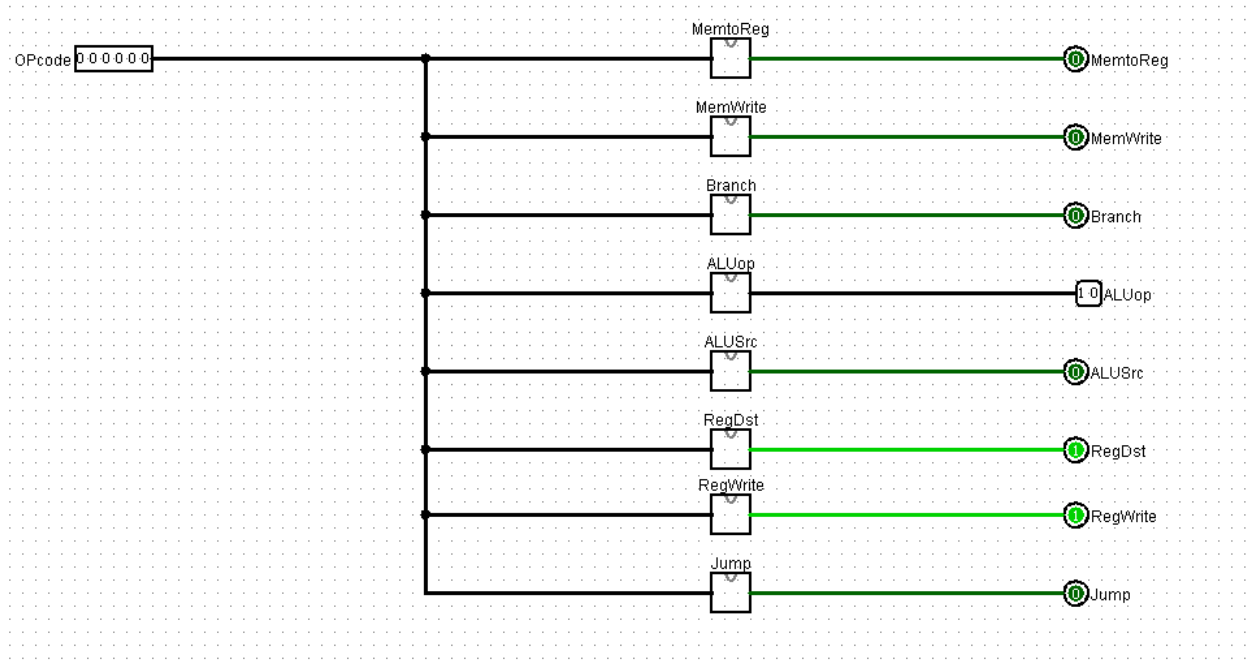 MemtoReg
OPcode 000000 0 MemtoReg
MemWrite
0 MemWrite
Branch
0 Branch
ALUop
10 ALUop
ALUSrc
0 ALUSrc
RegDst
1 RegDst
RegWrite
1 RegWrite
Jump
0 Jump